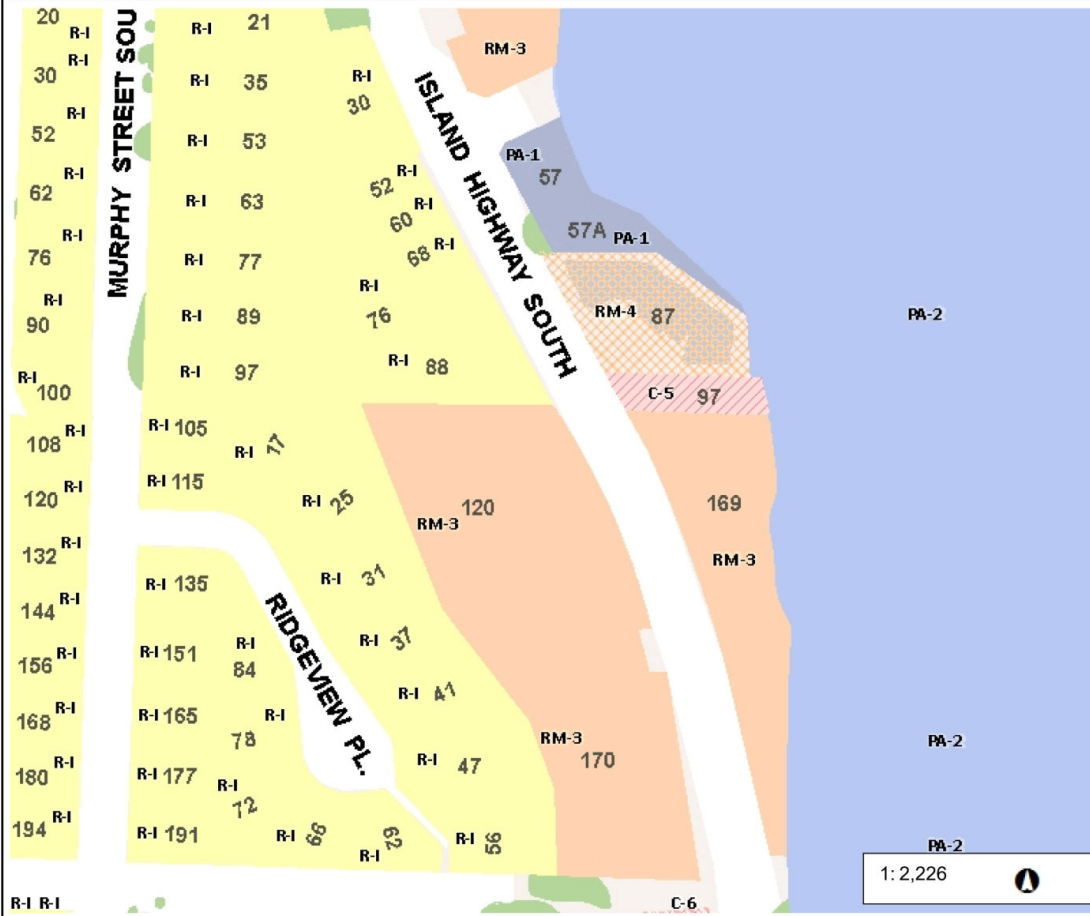 20
R-I
R-I
30
R-I
52
R-I
62
R-I
76
R-I
90
R-I
100
R-I
108
R-I
120
R-I
132
R-I
144
R-I
156
R-I
168
R-I
180
R-I
194
R-I
R-I R-I
MURPHY STREET SOU
R-I 21
R-I 35
R-I 53
R-I 63
R-I 77
R-I 89
R-I 97
R-I 105
R-I 115
R-I 135
R-I 151
R-I 165
R-I 177
R-I 191
R-I
30
R-I
52
R-I
60
R-I
68
R-I
76
R-I 88
R-I 17
R-I 25
R-I 31
R-I 37
R-I 41
R-I 47
R-I 56
R-I
62
R-I 66
R-I
72
R-I
78
R-I
84
RIDGEVIEW PL.
ISLAND HIGHWAY SOUTH
RM-3
PA-1
57
57A PA-1
RM-4 87
C-5 97
120
RM-3
169
RM-3
RM-3
170
PA-2
PA-2
PA-2
C-6
1: 2,226